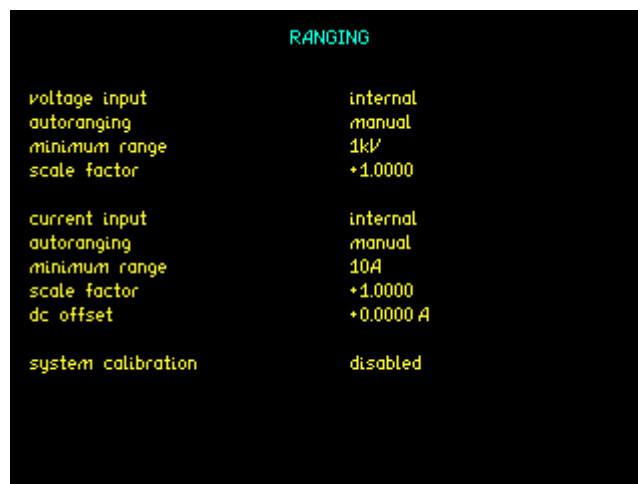 RANGING
voltage input internal
autoranging manual
minimum range 1kV
scale factor +1.0000
current input internal
autoranging manual
minimum range 10A
scale factor +1.0000
dc offset +0.0000 A
system calibration disabled